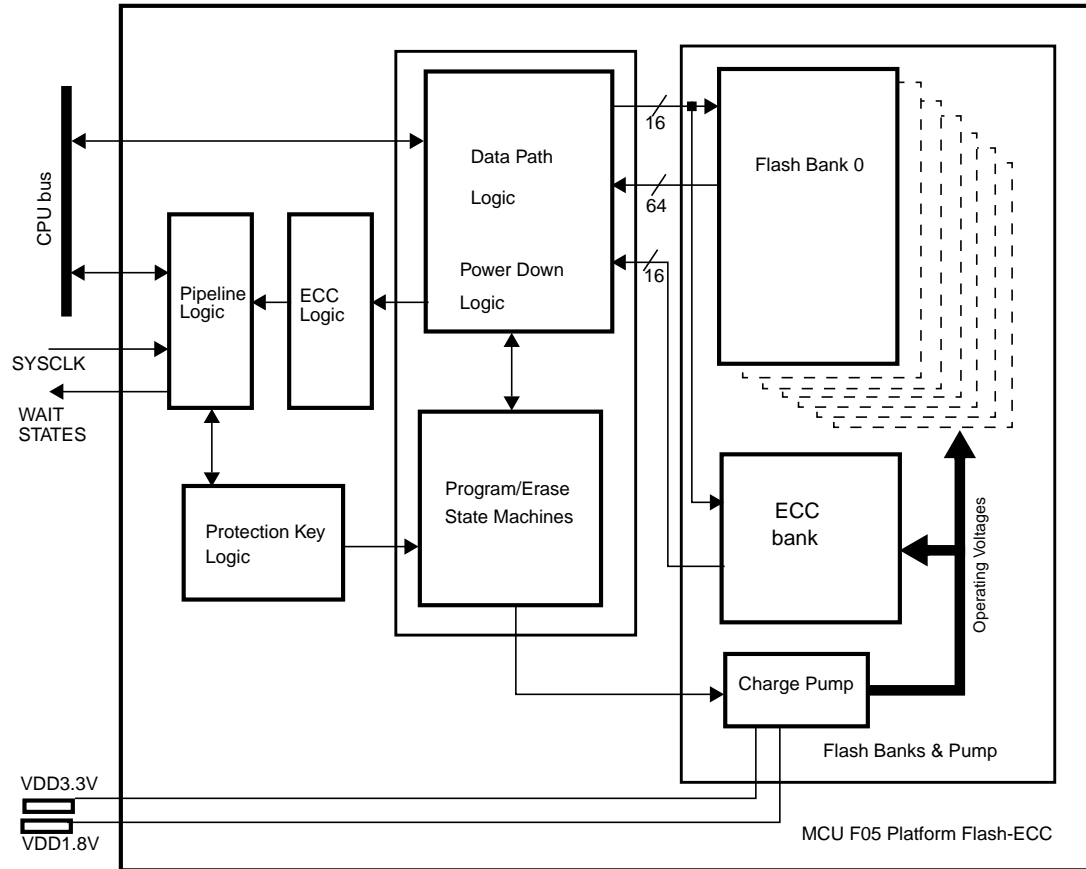 CPU bus
SYSCLK
WAIT
STATES
Pipeline
Logic
ECC
Logic
Protection Key
Logic
Data Path
Logic
Power Down
Logic
Program/Erase
State Machines
16
64
16
Flash Bank 0
ECC
bank
Operating Voltages
Charge Pump
Flash Banks & Pump
VDD3.3V
VDD1.8V
MCU F05 Platform Flash-ECC